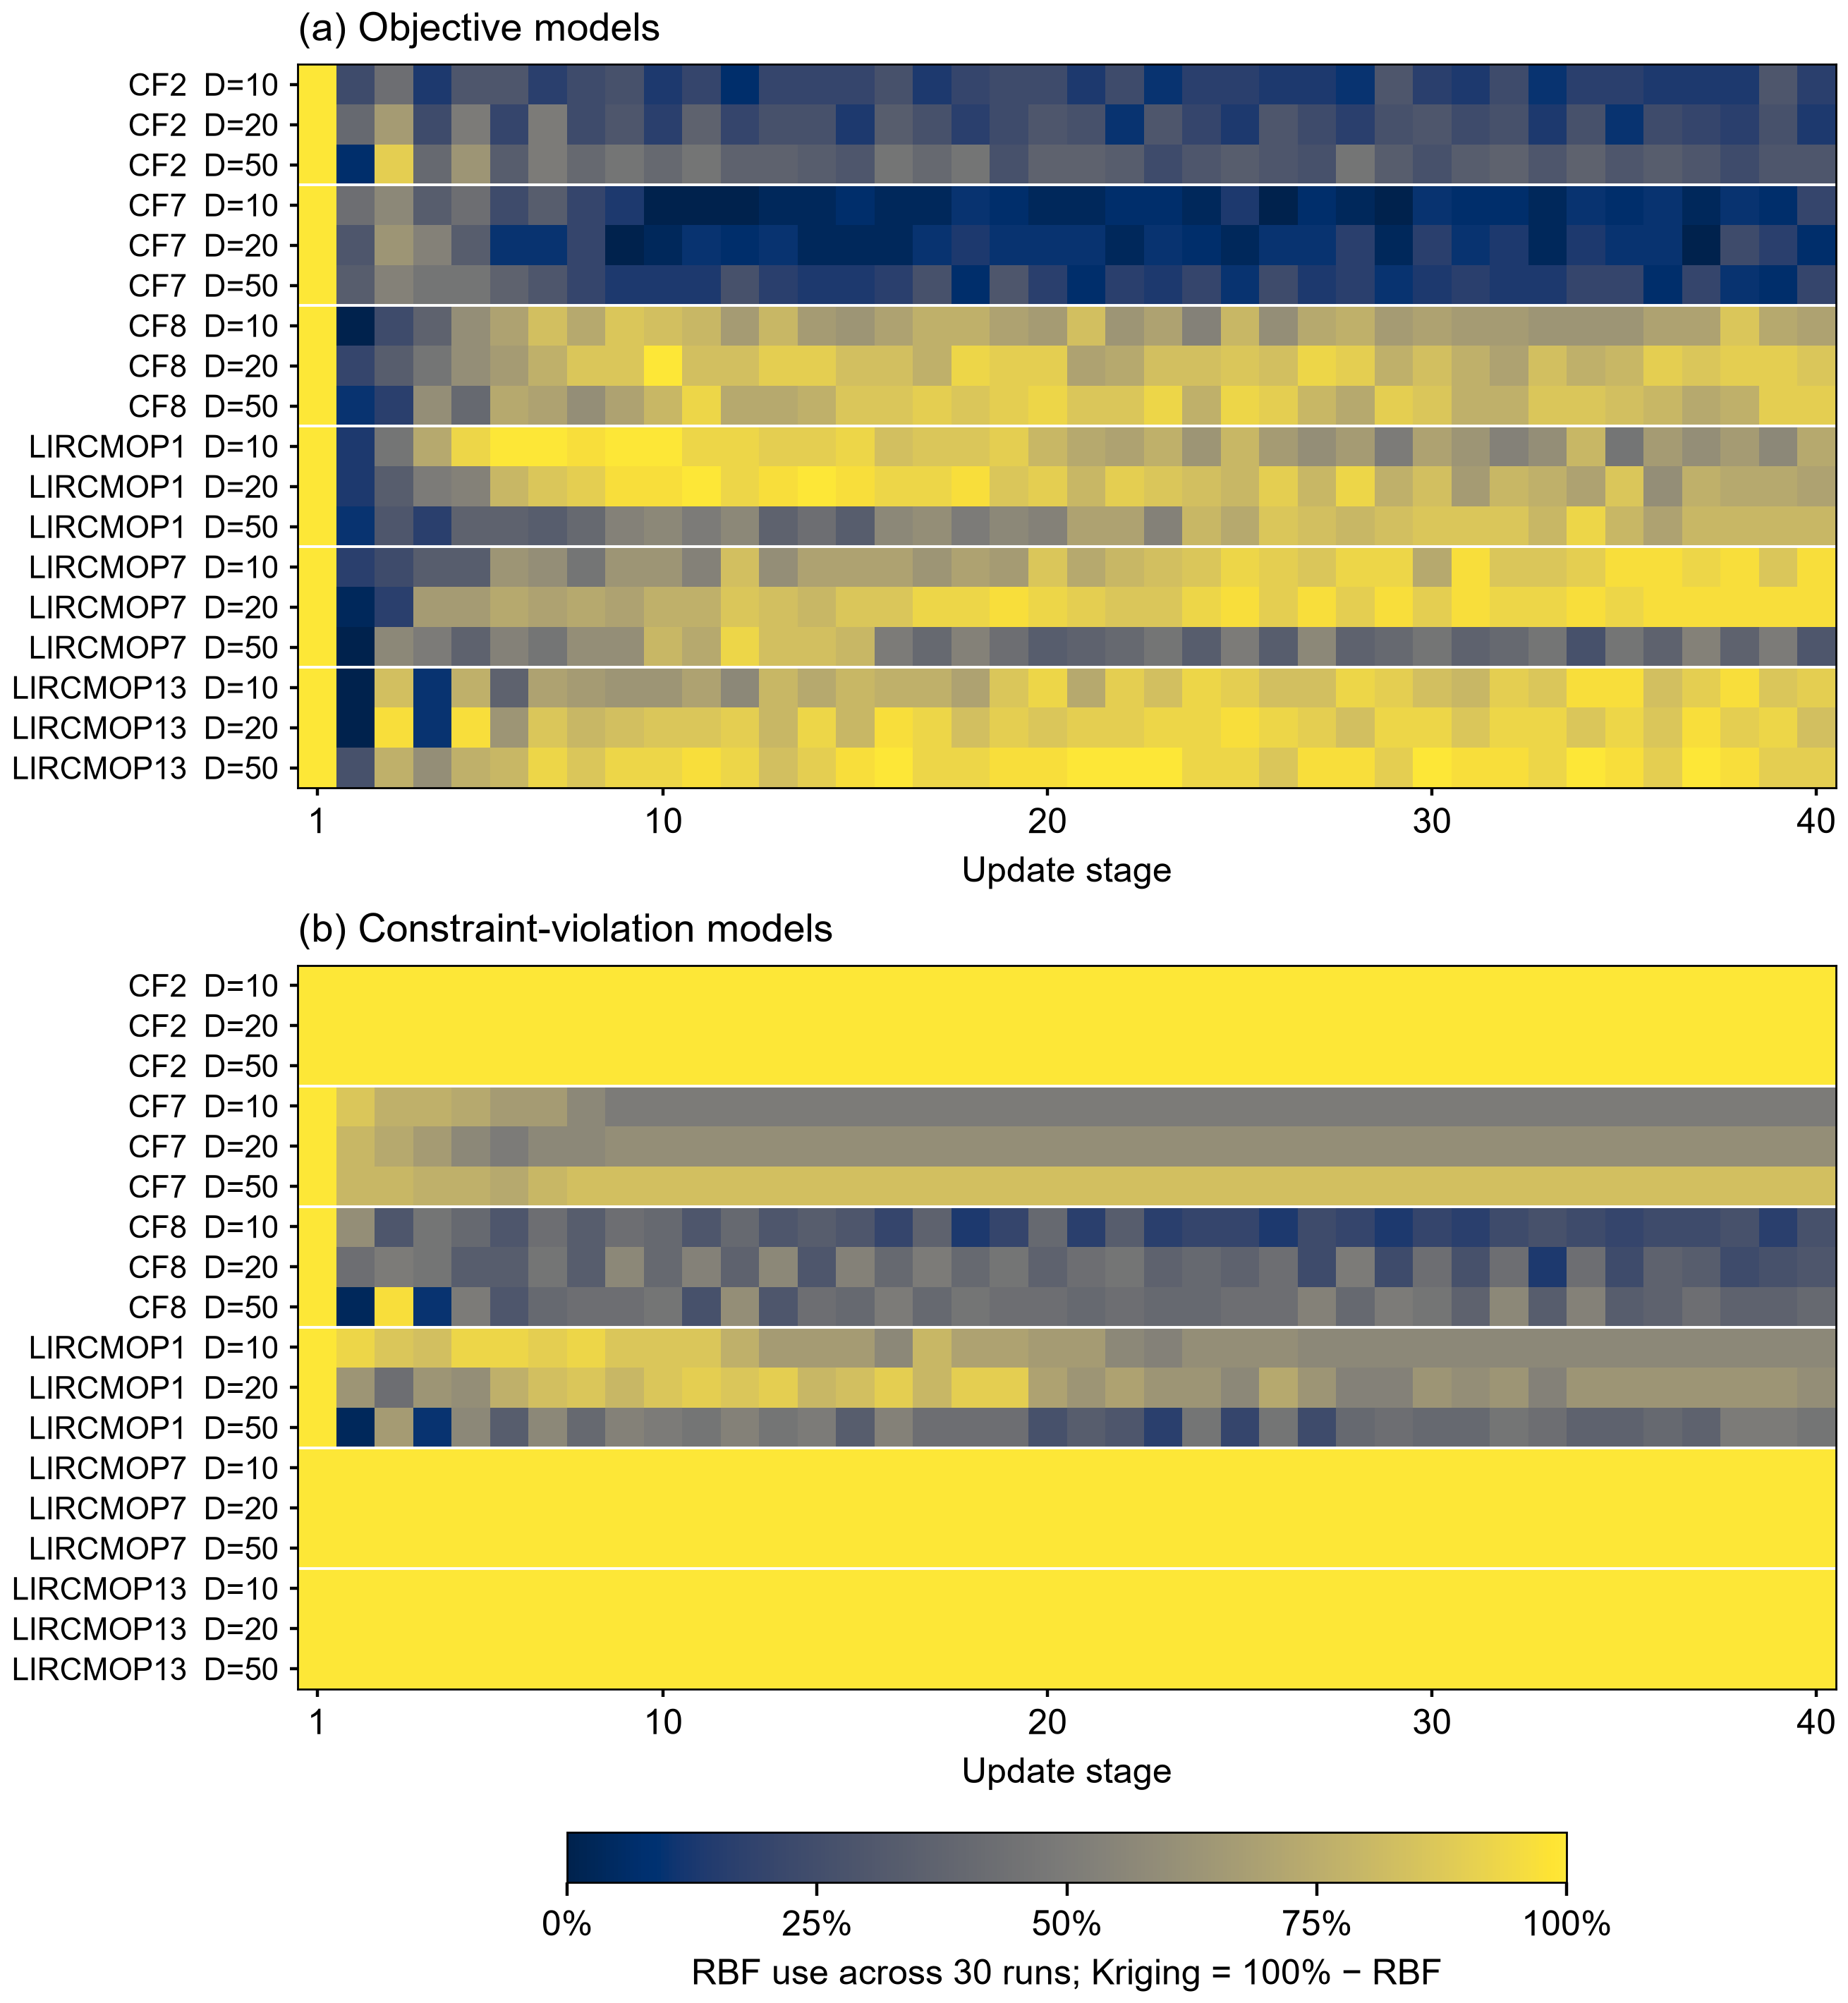 (a) Objective models
CF2 D=10
CF2 D=20
CF2 D=50
CF7 D=10
CF7 D=20
CF7 D=50
CF8 D=10
CF8 D=20
CF8 D=50
LIRCMOP1 D=10
LIRCMOP1 D=20
LIRCMOP1 D=50
LIRCMOP7 D=10
LIRCMOP7 D=20
LIRCMOP7 D=50
LIRCMOP13 D=10
LIRCMOP13 D=20
LIRCMOP13 D=50
1 10 20 30 40
Update stage
(b) Constraint-violation models
CF2 D=10
CF2 D=20
CF2 D=50
CF7 D=10
CF7 D=20
CF7 D=50
CF8 D=10
CF8 D=20
CF8 D=50
LIRCMOP1 D=10
LIRCMOP1 D=20
LIRCMOP1 D=50
LIRCMOP7 D=10
LIRCMOP7 D=20
LIRCMOP7 D=50
LIRCMOP13 D=10
LIRCMOP13 D=20
LIRCMOP13 D=50
1 10 20 30 40
Update stage
0% 25% 50% 75% 100%
RBF use across 30 runs; Kriging = 100% − RBF